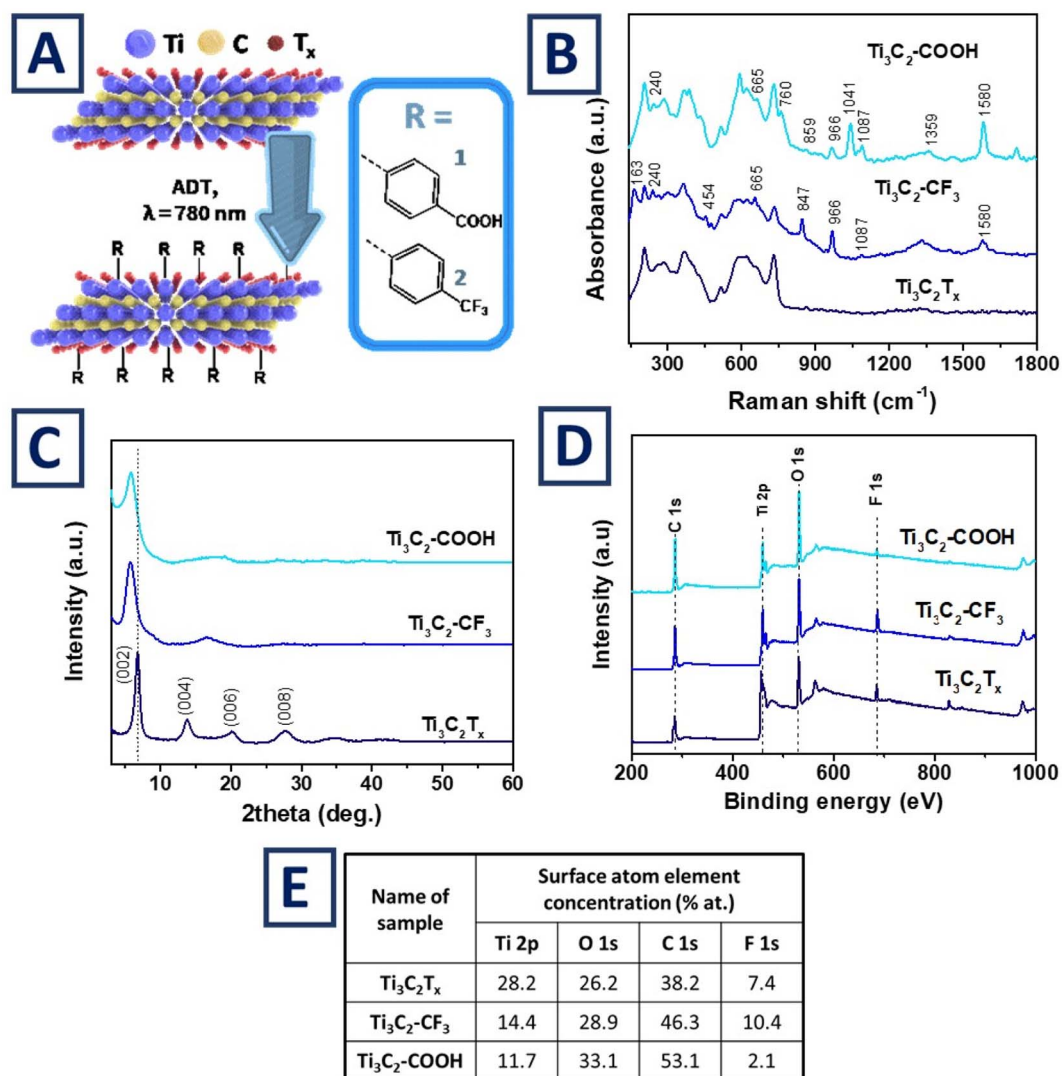 A
Ti C Tₓ
ADT,
λ = 780 nm
R R R R
R R R R R
R =
1
COOH
2
CF₃
B
Absorbance (a.u.)
Ti₃C₂-COOH
240
665
760
859
966
1041
1087
1359
1580
Ti₃C₂-CF₃
163
240
454
665
847
966
1087
1580
Ti₃C₂Tₓ
300 600 900 1200 1500 1800
Raman shift (cm⁻¹)
C
Intensity (a.u.)
Ti₃C₂-COOH
Ti₃C₂-CF₃
(002)
(004)
(006)
(008)
Ti₃C₂Tₓ
10 20 30 40 50 60
2theta (deg.)
D
Intensity (a.u)
C 1s
Ti 2p
O 1s
F 1s
Ti₃C₂-COOH
Ti₃C₂-CF₃
Ti₃C₂Tₓ
200 400 600 800 1000
Binding energy (eV)
E
Name of
sample
Surface atom element
concentration (% at.)
Ti 2p O 1s C 1s F 1s
Ti₃C₂Tₓ 28.2 26.2 38.2 7.4
Ti₃C₂-CF₃ 14.4 28.9 46.3 10.4
Ti₃C₂-COOH 11.7 33.1 53.1 2.1